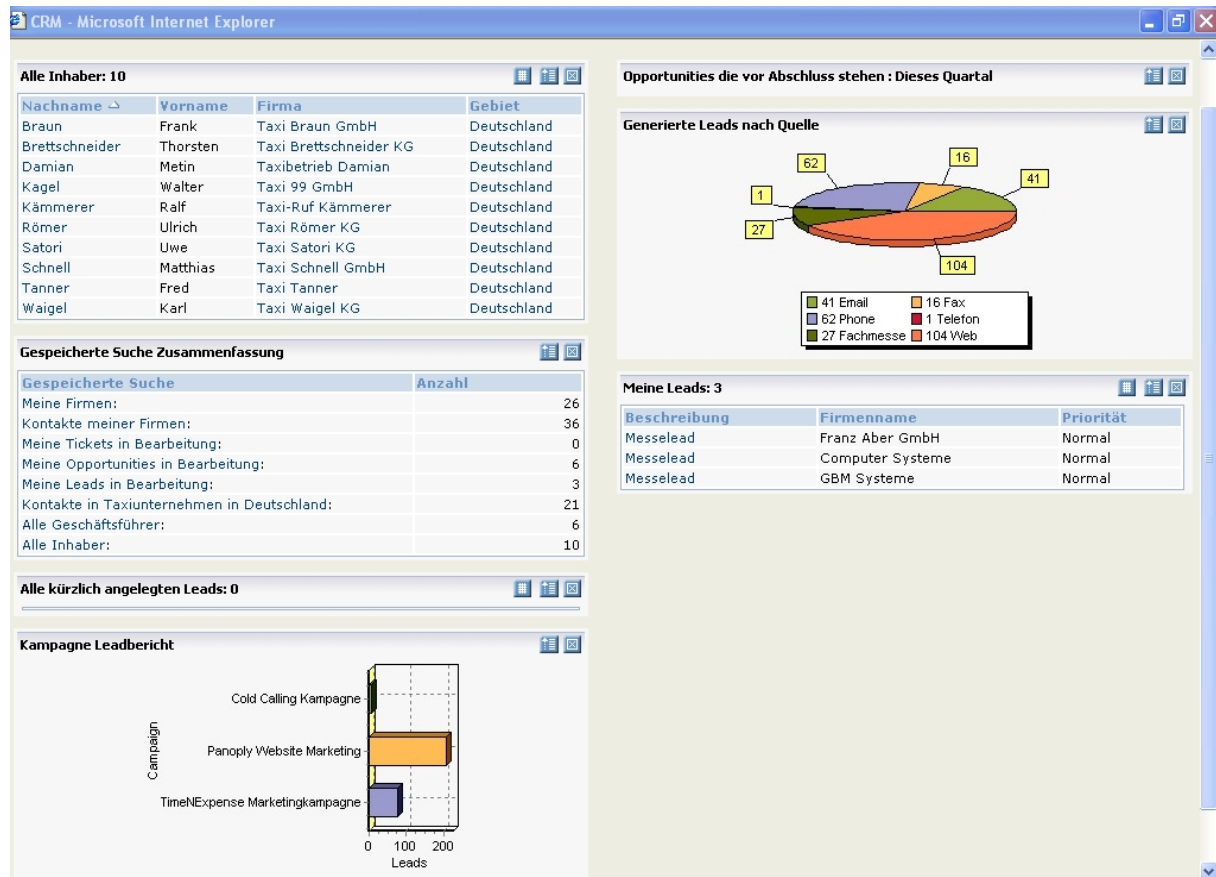 CRM - Microsoft Internet Explorer
Alle Inhaber: 10
Nachname Vorname Firma Gebiet
Braun Frank Taxi Braun GmbH Deutschland
Brettschneider Thorsten Taxi Brettschneider KG Deutschland
Damian Metin Taxibetrieb Damian Deutschland
Kagel Walter Taxi 99 GmbH Deutschland
Kämmerer Ralf Taxi-Ruf Kämmerer Deutschland
Römer Ulrich Taxi Römer KG Deutschland
Satori Uwe Taxi Satori KG Deutschland
Schnell Matthias Taxi Schnell GmbH Deutschland
Tanner Fred Taxi Tanner Deutschland
Waigel Karl Taxi Waigel KG Deutschland
Gespeicherte Suche Zusammenfassung
Gespeicherte Suche Anzahl
Meine Firmen: 26
Kontakte meiner Firmen: 36
Meine Tickets in Bearbeitung: 0
Meine Opportunities in Bearbeitung: 6
Meine Leads in Bearbeitung: 3
Kontakte in Taxiunternehmen in Deutschland: 21
Alle Geschäftsführer: 6
Alle Inhaber: 10
Alle kürzlich angelegten Leads: 0
Kampagne Leadbericht
Campaign
Cold Calling Kampagne
Panoply Website Marketing
TimeNExpense Marketingkampagne
0 100 200
Leads
Opportunities die vor Abschluss stehen : Dieses Quartal
Generierte Leads nach Quelle
62
16
41
1
27
104
41 Email 16 Fax
62 Phone 1 Telefon
27 Fachmesse 104 Web
Meine Leads: 3
Beschreibung Firmenname Priorität
Messelead Franz Aber GmbH Normal
Messelead Computer Systeme Normal
Messelead GBM Systeme Normal